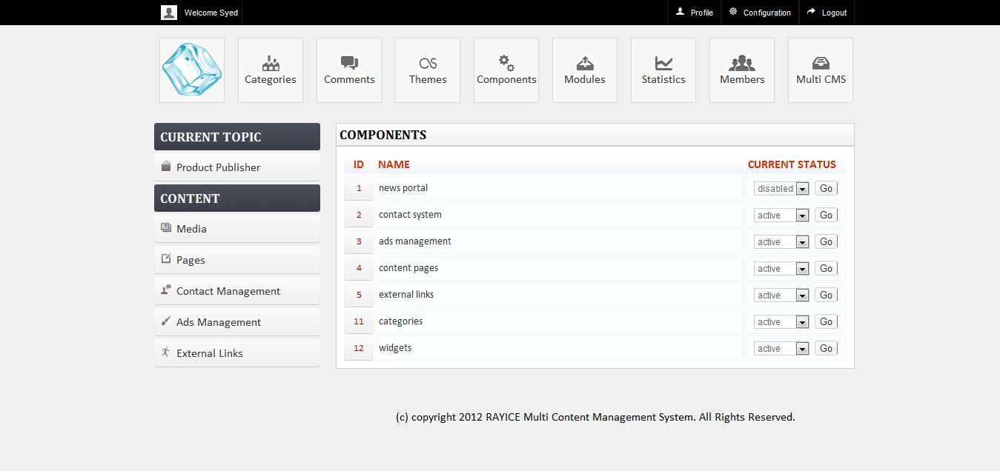 Welcome Syed Profile Configuration Logout
Categories Comments Themes Components Modules Statistics Members Multi CMS
CURRENT TOPIC
Product Publisher
CONTENT
Media
Pages
Contact Management
Ads Management
External Links
COMPONENTS
ID NAME CURRENT STATUS
1 news portal disabled Go
2 contact system active Go
3 ads management active Go
4 content pages active Go
5 external links active Go
11 categories active Go
12 widgets active Go
(c) copyright 2012 RAYICE Multi Content Management System. All Rights Reserved.